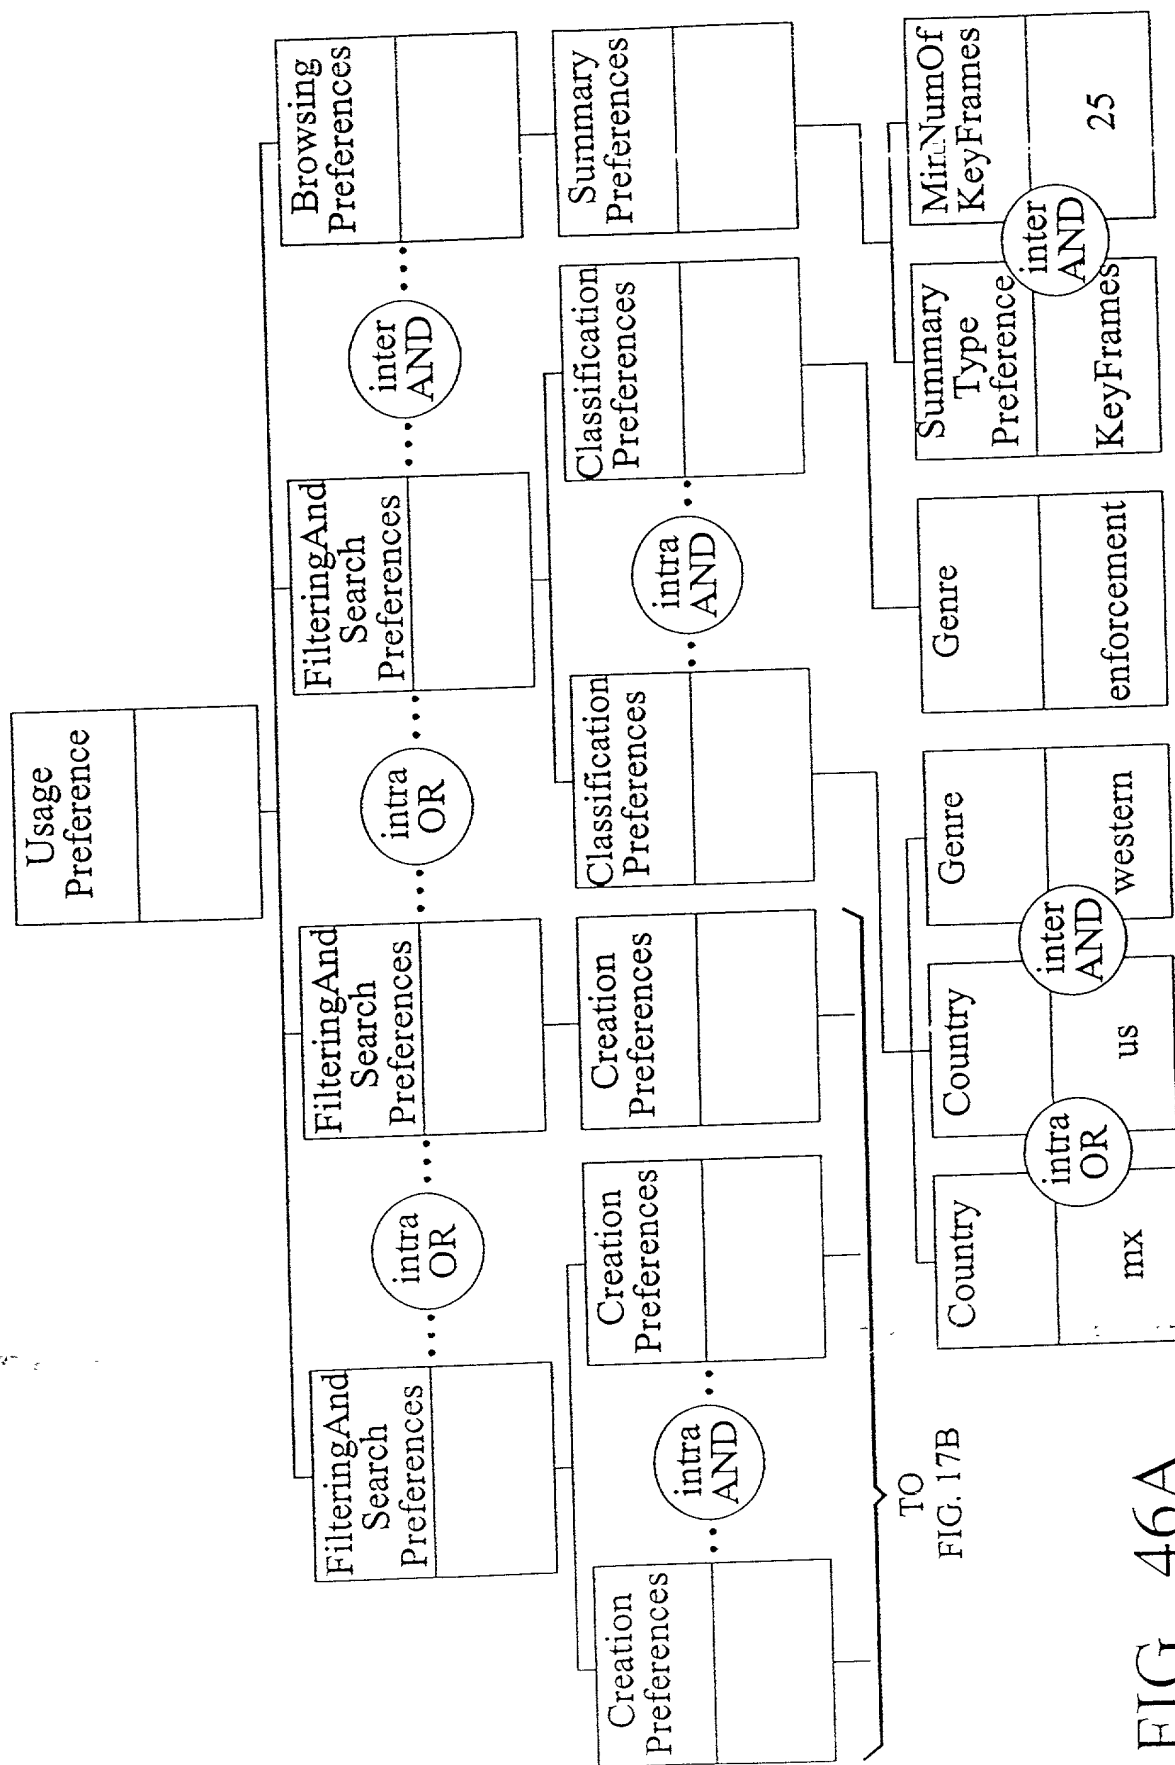 Usage
Preference
FilteringAnd
Search
Preferences
intra
OR
FilteringAnd
Search
Preferences
intra
OR
FilteringAnd
Search
Preferences
inter
AND
Browsing
Preferences
Creation
Preferences
intra
AND
Creation
Preferences
Creation
Preferences
Classification
Preferences
intra
AND
Classification
Preferences
Summary
Preferences
TO
FIG. 17B
Country
mx
intra
OR
Country
us
inter
AND
Genre
western
Genre
enforcement
Summary
Type
Preference
KeyFrames
inter
AND
MinNumOf
KeyFrames
25
FIG 46A